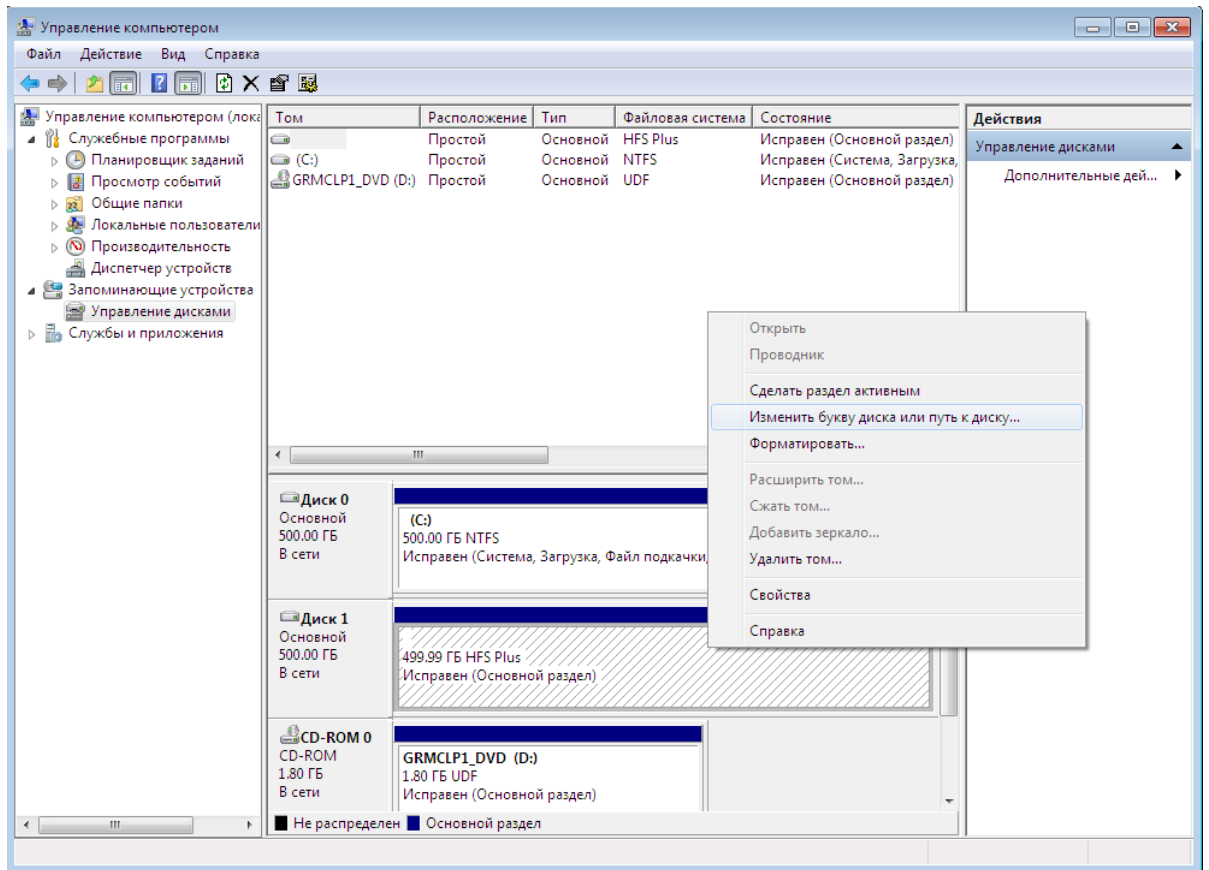 Управление компьютером
Файл Действие Вид Справка
Управление компьютером (лока
Служебные программы
Планировщик заданий
Просмотр событий
Общие папки
Локальные пользователи
Производительность
Диспетчер устройств
Запоминающие устройства
Управление дисками
Службы и приложения
Том Расположение Тип Файловая система Состояние
Простой Основной HFS Plus Исправен (Основной раздел)
(C:) Простой Основной NTFS Исправен (Система, Загрузка,
GRMCLP1_DVD (D:) Простой Основной UDF Исправен (Основной раздел)
Действия
Управление дисками
Дополнительные дей...
Открыть
Проводник
Сделать раздел активным
Изменить букву диска или путь к диску...
Форматировать...
Расширить том...
Сжать том...
Добавить зеркало...
Удалить том...
Свойства
Справка
Диск 0
Основной
500.00 ГБ
В сети
(C:)
500.00 ГБ NTFS
Исправен (Система, Загрузка, Файл подкачки,
Диск 1
Основной
500.00 ГБ
В сети
499.99 ГБ HFS Plus
Исправен (Основной раздел)
CD-ROM 0
CD-ROM
1.80 ГБ
В сети
GRMCLP1_DVD (D:)
1.80 ГБ UDF
Исправен (Основной раздел)
Не распределен Основной раздел